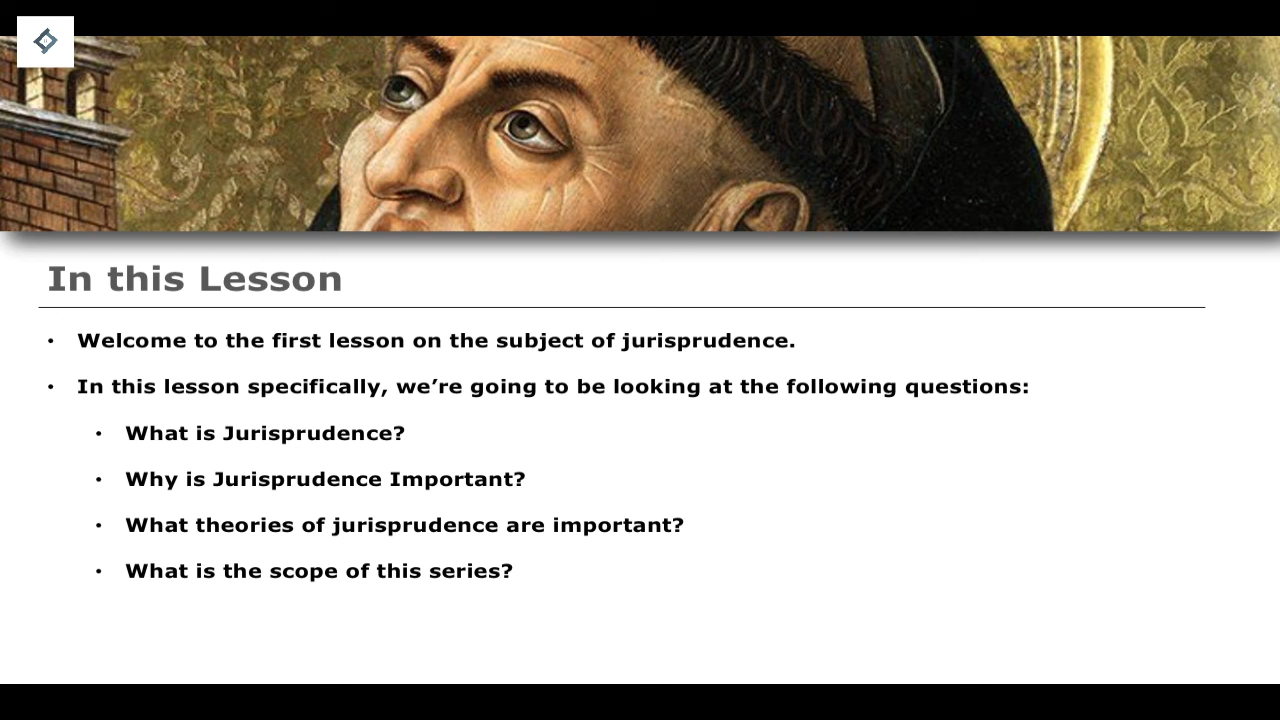 In this Lesson
• Welcome to the first lesson on the subject of jurisprudence.
• In this lesson specifically, we’re going to be looking at the following questions:
• What is Jurisprudence?
• Why is Jurisprudence Important?
• What theories of jurisprudence are important?
• What is the scope of this series?